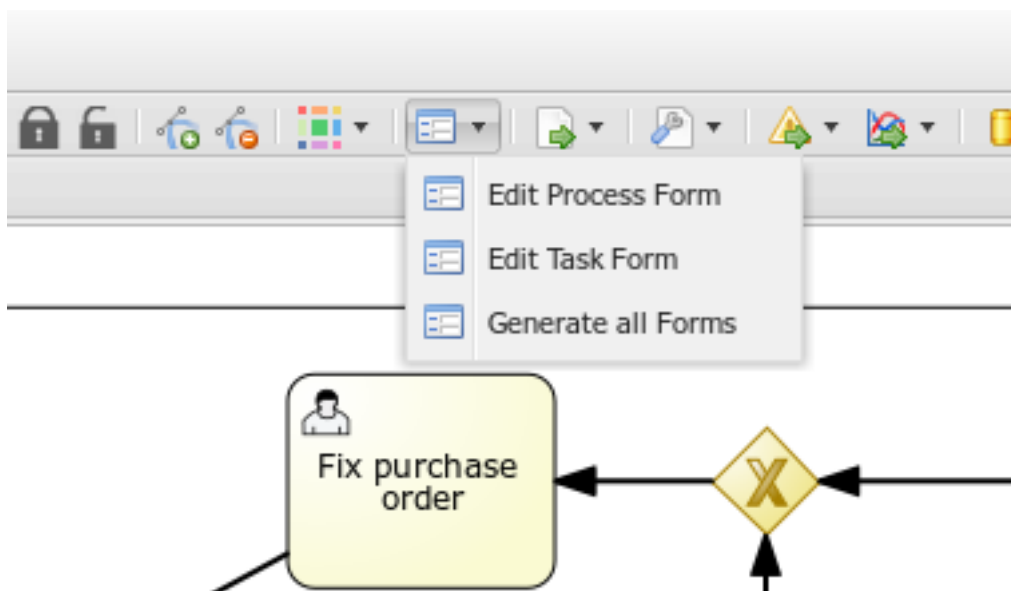 Edit Process Form
Edit Task Form
Generate all Forms
Fix purchase
order